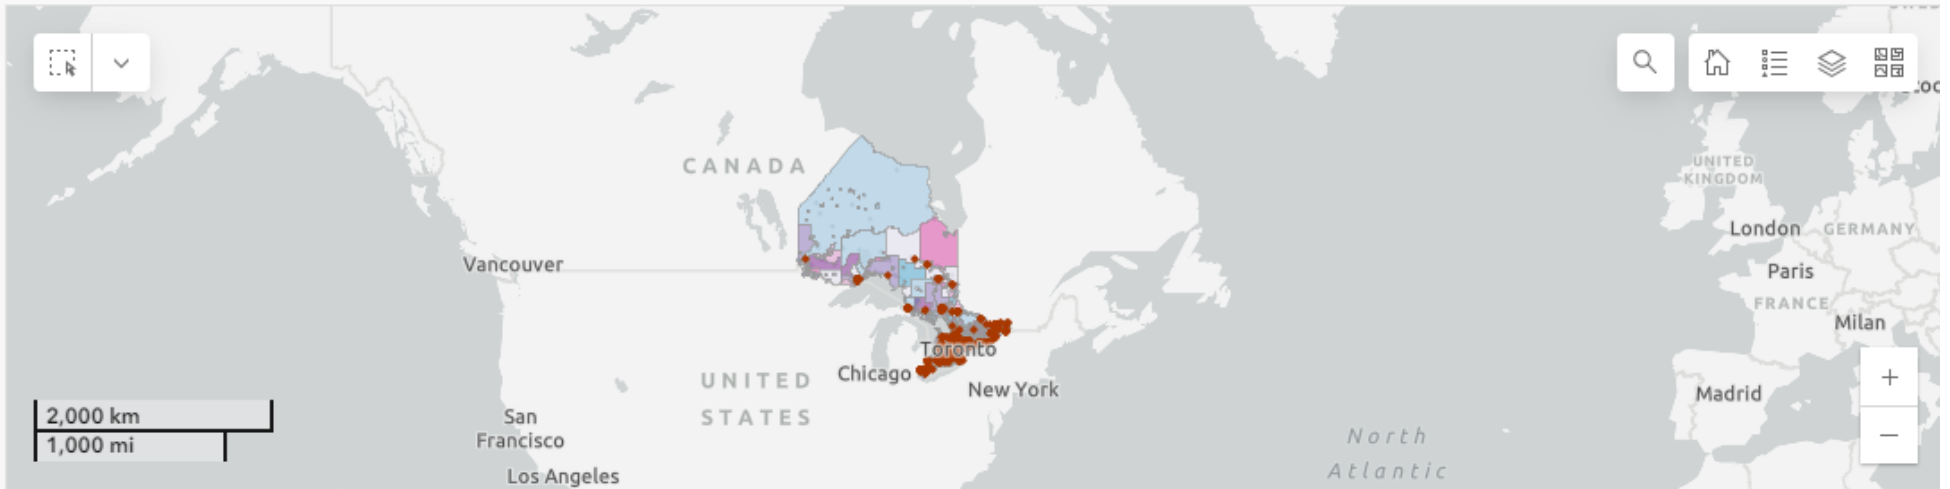 CANADA
UNITED
KINGDOM
London
GERMANY
Vancouver
Paris
FRANCE
Milan
Toronto
Chicago
New York
UNITED
STATES
Madrid
2,000 km
1,000 mi
San
Francisco
Los Angeles
North
Atlantic